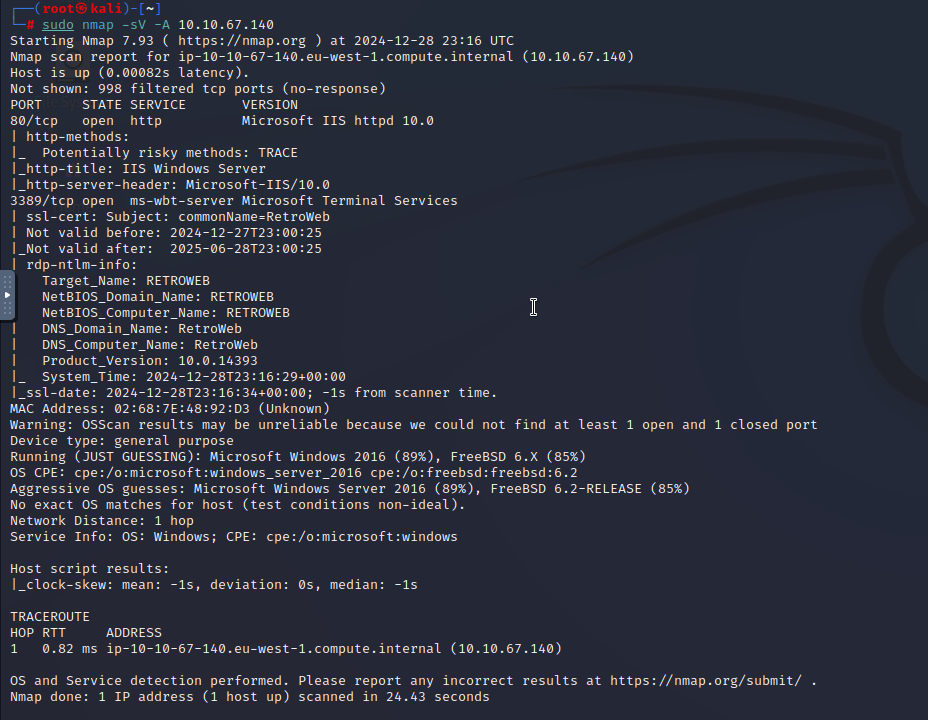 ┌──(root㉿kali)-[~]
└─# sudo nmap -sV -A 10.10.67.140
Starting Nmap 7.93 ( https://nmap.org ) at 2024-12-28 23:16 UTC
Nmap scan report for ip-10-10-67-140.eu-west-1.compute.internal (10.10.67.140)
Host is up (0.00082s latency).
Not shown: 998 filtered tcp ports (no-response)
PORT     STATE SERVICE       VERSION
80/tcp   open  http          Microsoft IIS httpd 10.0
| http-methods:
|_  Potentially risky methods: TRACE
|_http-title: IIS Windows Server
|_http-server-header: Microsoft-IIS/10.0
3389/tcp open  ms-wbt-server Microsoft Terminal Services
| ssl-cert: Subject: commonName=RetroWeb
| Not valid before: 2024-12-27T23:00:25
|_Not valid after:  2025-06-28T23:00:25
| rdp-ntlm-info:
    Target_Name: RETROWEB
    NetBIOS_Domain_Name: RETROWEB
|   NetBIOS_Computer_Name: RETROWEB
|   DNS_Domain_Name: RetroWeb
|   DNS_Computer_Name: RetroWeb
|   Product_Version: 10.0.14393
|_  System_Time: 2024-12-28T23:16:29+00:00
|_ssl-date: 2024-12-28T23:16:34+00:00; -1s from scanner time.
MAC Address: 02:68:7E:48:92:D3 (Unknown)
Warning: OSScan results may be unreliable because we could not find at least 1 open and 1 closed port
Device type: general purpose
Running (JUST GUESSING): Microsoft Windows 2016 (89%), FreeBSD 6.X (85%)
OS CPE: cpe:/o:microsoft:windows_server_2016 cpe:/o:freebsd:freebsd:6.2
Aggressive OS guesses: Microsoft Windows Server 2016 (89%), FreeBSD 6.2-RELEASE (85%)
No exact OS matches for host (test conditions non-ideal).
Network Distance: 1 hop
Service Info: OS: Windows; CPE: cpe:/o:microsoft:windows

Host script results:
|_clock-skew: mean: -1s, deviation: 0s, median: -1s

TRACEROUTE
HOP RTT     ADDRESS
1   0.82 ms ip-10-10-67-140.eu-west-1.compute.internal (10.10.67.140)

OS and Service detection performed. Please report any incorrect results at https://nmap.org/submit/ .
Nmap done: 1 IP address (1 host up) scanned in 24.43 seconds